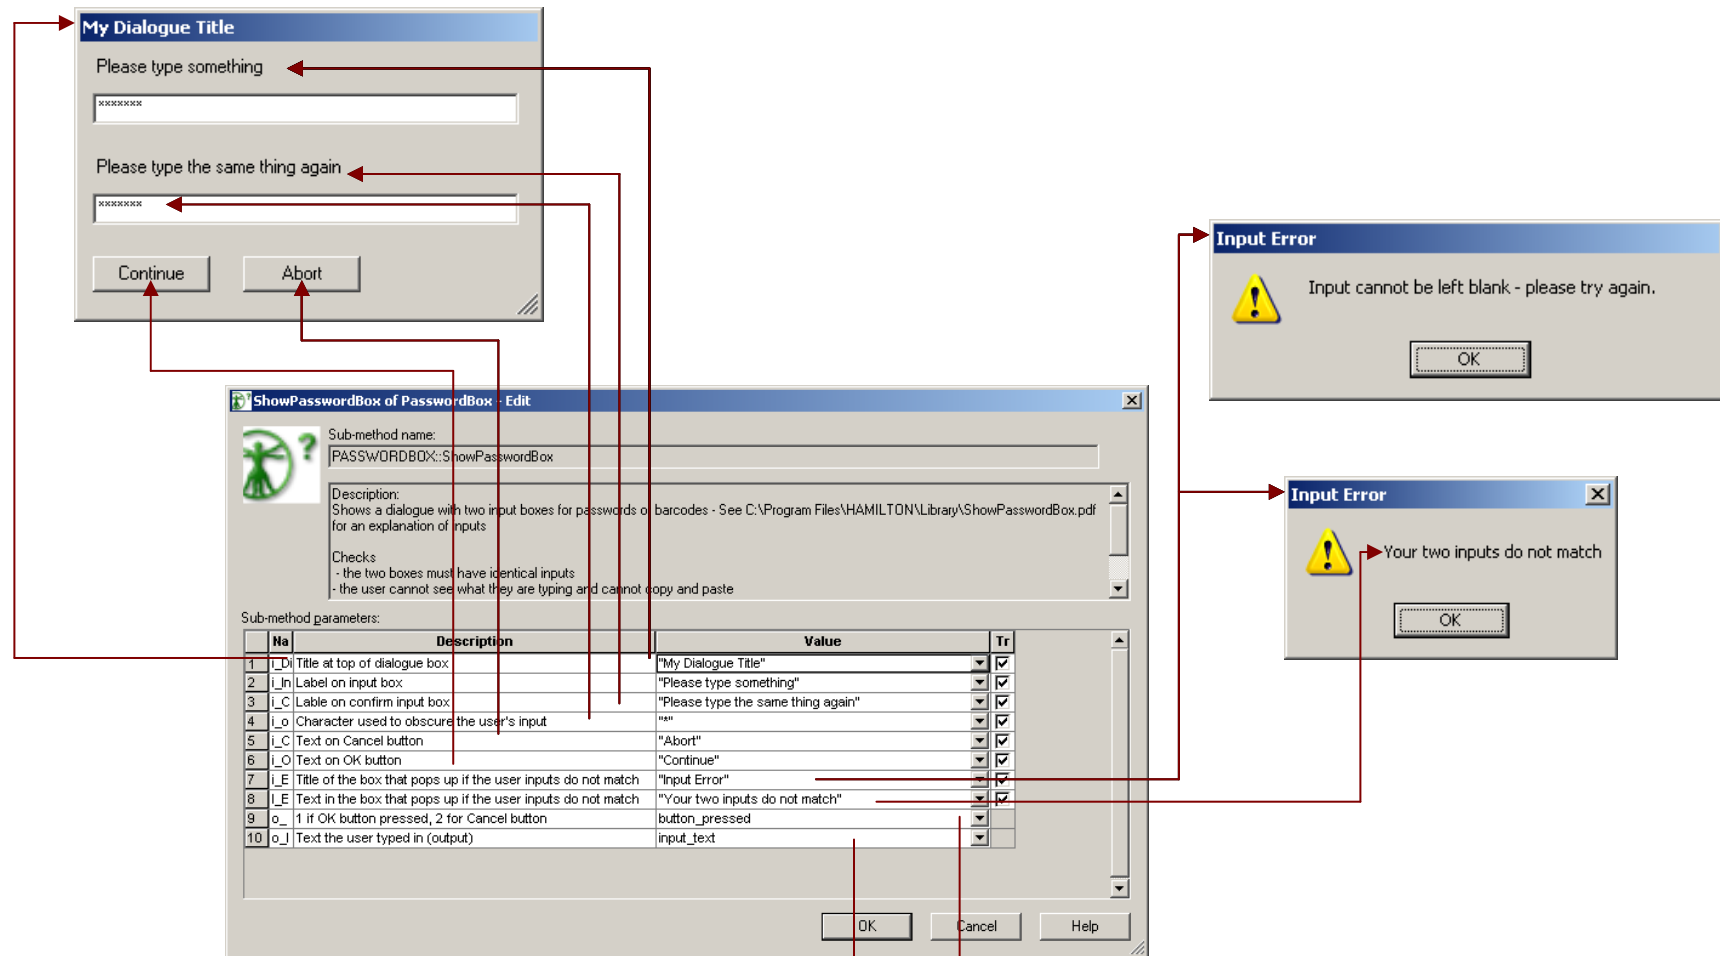 My Dialogue Title
Please type something
*******
Please type the same thing again
*******
Continue
Abort
Input Error
Input cannot be left blank - please try again.
OK
Input Error
Your two inputs do not match
OK
ShowPasswordBox of PasswordBox - Edit
Sub-method name:
PASSWORDBOX::ShowPasswordBox
Description:
Shows a dialogue with two input boxes for passwords or barcodes - See C:\Program Files\HAMILTON\Library\ShowPasswordBox.pdf
for an explanation of inputs
Checks
- the two boxes must have identical inputs
- the user cannot see what they are typing and cannot copy and paste
Sub-method parameters:
Na Description Value Tr
1 i_Di Title at top of dialogue box "My Dialogue Title"
2 i_In Label on input box "Please type something"
3 i_C Lable on confirm input box "Please type the same thing again"
4 i_o Character used to obscure the user's input "*"
5 i_C Text on Cancel button "Abort"
6 i_O Text on OK button "Continue"
7 i_E Title of the box that pops up if the user inputs do not match "Input Error"
8 I_E Text in the box that pops up if the user inputs do not match "Your two inputs do not match"
9 o_ 1 if OK button pressed, 2 for Cancel button button_pressed
10 o_I Text the user typed in (output) input_text
OK
Cancel
Help